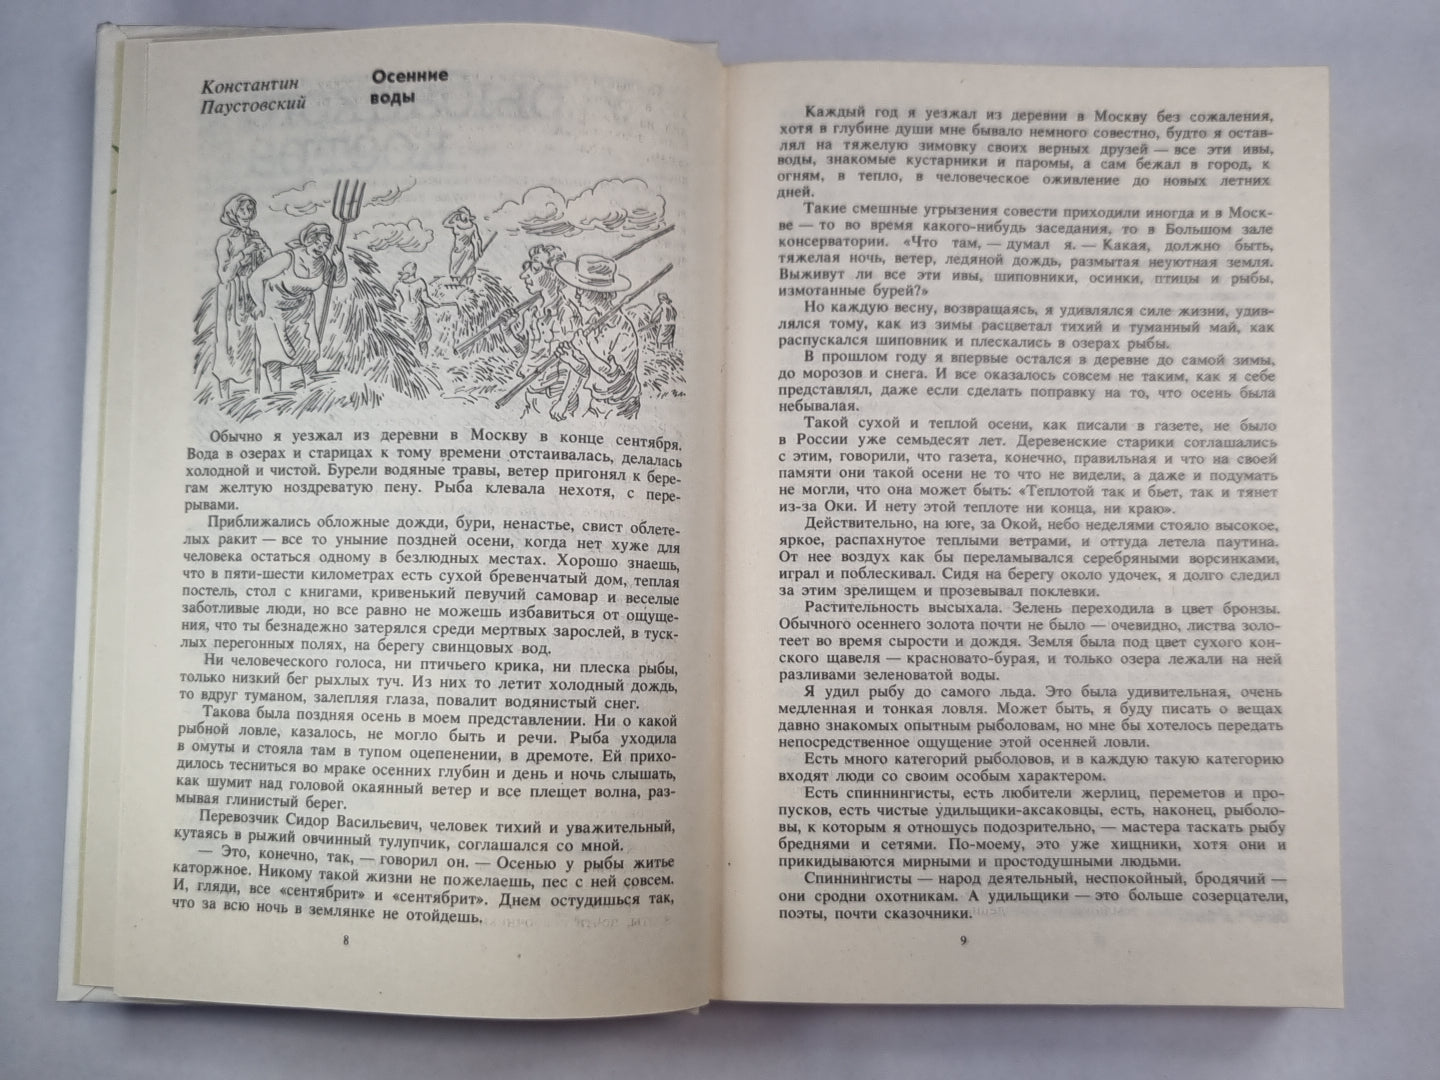 Константин
Паустовский
Осенние
воды
Обычно я уезжал из деревни в Москву в конце сентября.
Вода в озерах и старицах к тому времени отстаивалась, делалась
холодной и чистой. Бурели водяные травы, ветер пригонял к бере-
гам желтую ноздреватую пену. Рыба клевала нехотя, с пере-
рывами.
Приближались обложные дожди, бури, ненастье, свист облете-
лых ракит — все то уныние поздней осени, когда нет хуже для
человека остаться одному в безлюдных местах. Хорошо знаешь,
что в пяти-шести километрах есть сухой бревенчатый дом, теплая
постель, стол с книгами, кривенький певучий самовар и веселые
заботливые люди, но все равно не можешь избавиться от ощуще-
ния, что ты безнадежно затерялся среди мертвых зарослей, в туск-
лых перегонных полях, на берегу свинцовых вод.
Ни человеческого голоса, ни птичьего крика, ни плеска рыбы,
только низкий бег рыхлых туч. Из них то летит холодный дождь,
то вдруг туманом, залепляя глаза, повалит водянистый снег.
Такова была поздняя осень в моем представлении. Ни о какой
рыбной ловле, казалось, не могло быть и речи. Рыба уходила
в омуты и стояла там в тупом оцепенении, в дремоте. Ей прихо-
дилось тесниться во мраке осенних глубин и день и ночь слышать,
как шумит над головой окаянный ветер и все плещет волна, раз-
мывая глинистый берег.
Перевозчик Сидор Васильевич, человек тихий и уважительный,
кутаясь в рыжий овчинный тулупчик, соглашался со мной.
— Это, конечно, так, — говорил он. — Осенью у рыбы житье
каторжное. Никому такой жизни не пожелаешь, пес с ней совсем.
И, гляди, все «сентябрит» и «сентябрит». Днем остудишься так,
что за всю ночь в землянке не отойдешь.
8
Каждый год я уезжал из деревни в Москву без сожаления,
хотя в глубине души мне бывало немного совестно, будто я остав-
лял на тяжелую зимовку своих верных друзей — все эти ивы,
воды, знакомые кустарники и паромы, а сам бежал в город, к
огням, в тепло, в человеческое оживление до новых летних
дней.
Такие смешные угрызения совести приходили иногда и в Моск-
ве — то во время какого-нибудь заседания, то в Большом зале
консерватории. «Что там, — думал я. — Какая, должно быть,
тяжелая ночь, ветер, ледяной дождь, размытая неуютная земля.
Выживут ли все эти ивы, шиповники, осинки, птицы и рыбы,
измотанные бурей?»
Но каждую весну, возвращаясь, я удивлялся силе жизни, удив-
лялся тому, как из зимы расцветал тихий и туманный май, как
распускался шиповник и плескались в озерах рыбы.
В прошлом году я впервые остался в деревне до самой зимы,
до морозов и снега. И все оказалось совсем не таким, как я себе
представлял, даже если сделать поправку на то, что осень была
небывалая.
Такой сухой и теплой осени, как писали в газете, не было
в России уже семьдесят лет. Деревенские старики соглашались
с этим, говорили, что газета, конечно, правильная и что на своей
памяти они такой осени не то что не видели, а даже и подумать
не могли, что она может быть: «Теплотой так и бьет, так и тянет
из-за Оки. И нету этой теплоте ни конца, ни краю».
Действительно, на юге, за Окой, небо неделями стояло высокое,
яркое, распахнутое теплыми ветрами, и оттуда летела паутина.
От нее воздух как бы переламывался серебряными ворсинками,
играл и поблескивал. Сидя на берегу около удочек, я долго следил
за этим зрелищем и прозевывал поклевки.
Растительность высыхала. Зелень переходила в цвет бронзы.
Обычного осеннего золота почти не было — очевидно, листва золо-
теет во время сырости и дождя. Земля была под цвет сухого кон-
ского щавеля — красновато-бурая, и только озера лежали на ней
разливами зеленоватой воды.
Я удил рыбу до самого льда. Это была удивительная, очень
медленная и тонкая ловля. Может быть, я буду писать о вещах
давно знакомых опытным рыболовам, но мне бы хотелось передать
непосредственное ощущение этой осенней ловли.
Есть много категорий рыболовов, и в каждую такую категорию
входят люди со своим особым характером.
Есть спиннингисты, есть любители жерлиц, переметов и про-
пусков, есть чистые удильщики-аксаковцы, есть, наконец, рыболо-
вы, к которым я отношусь подозрительно, — мастера таскать рыбу
бреднями и сетями. По-моему, это уже хищники, хотя они и
прикидываются мирными и простодушными людьми.
Спиннингисты — народ деятельный, неспокойный, бродячий —
они сродни охотникам. А удильщики — это больше созерцатели,
поэты, почти сказочники.
9